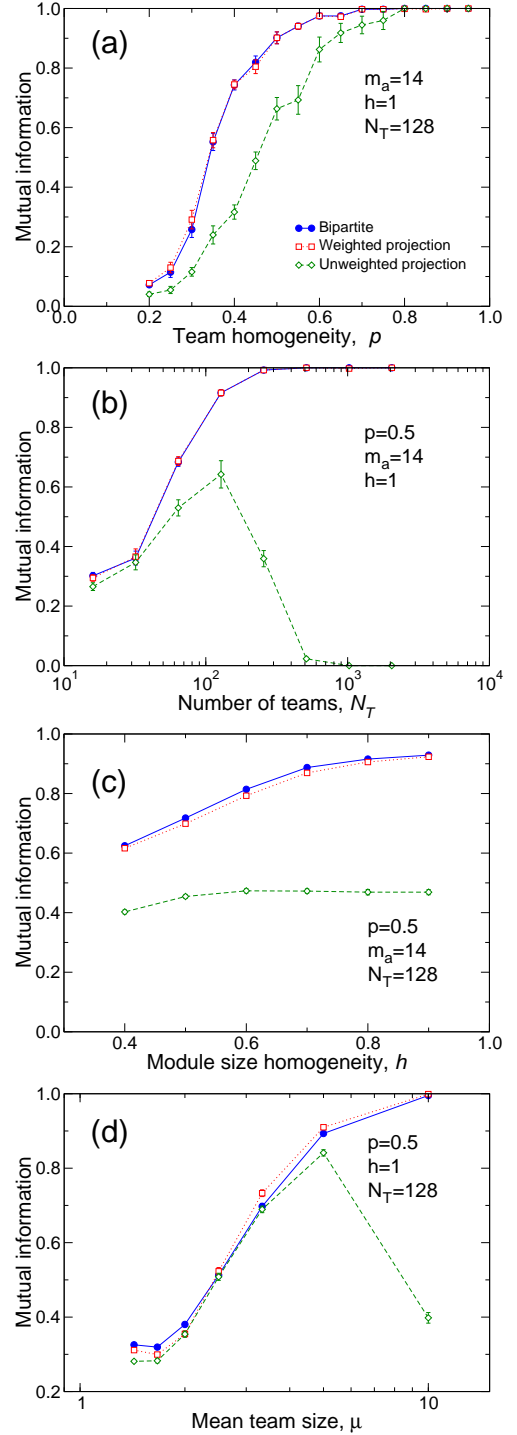 (a)
m_a=14
h=1
N_T=128
Bipartite
Weighted projection
Unweighted projection
Mutual information
1.0
0.8
0.6
0.4
0.2
0.0
0.0 0.2 0.4 0.6 0.8 1.0
Team homogeneity, p
(b)
p=0.5
m_a=14
h=1
Mutual information
1.0
0.8
0.6
0.4
0.2
0.0
10^1 10^2 10^3 10^4
Number of teams, N_T
(c)
p=0.5
m_a=14
N_T=128
Mutual information
1.0
0.8
0.6
0.4
0.2
0.0
0.4 0.6 0.8 1.0
Module size homogeneity, h
(d)
p=0.5
h=1
N_T=128
Mutual information
1.0
0.8
0.6
0.4
0.2
1 10
Mean team size, μ